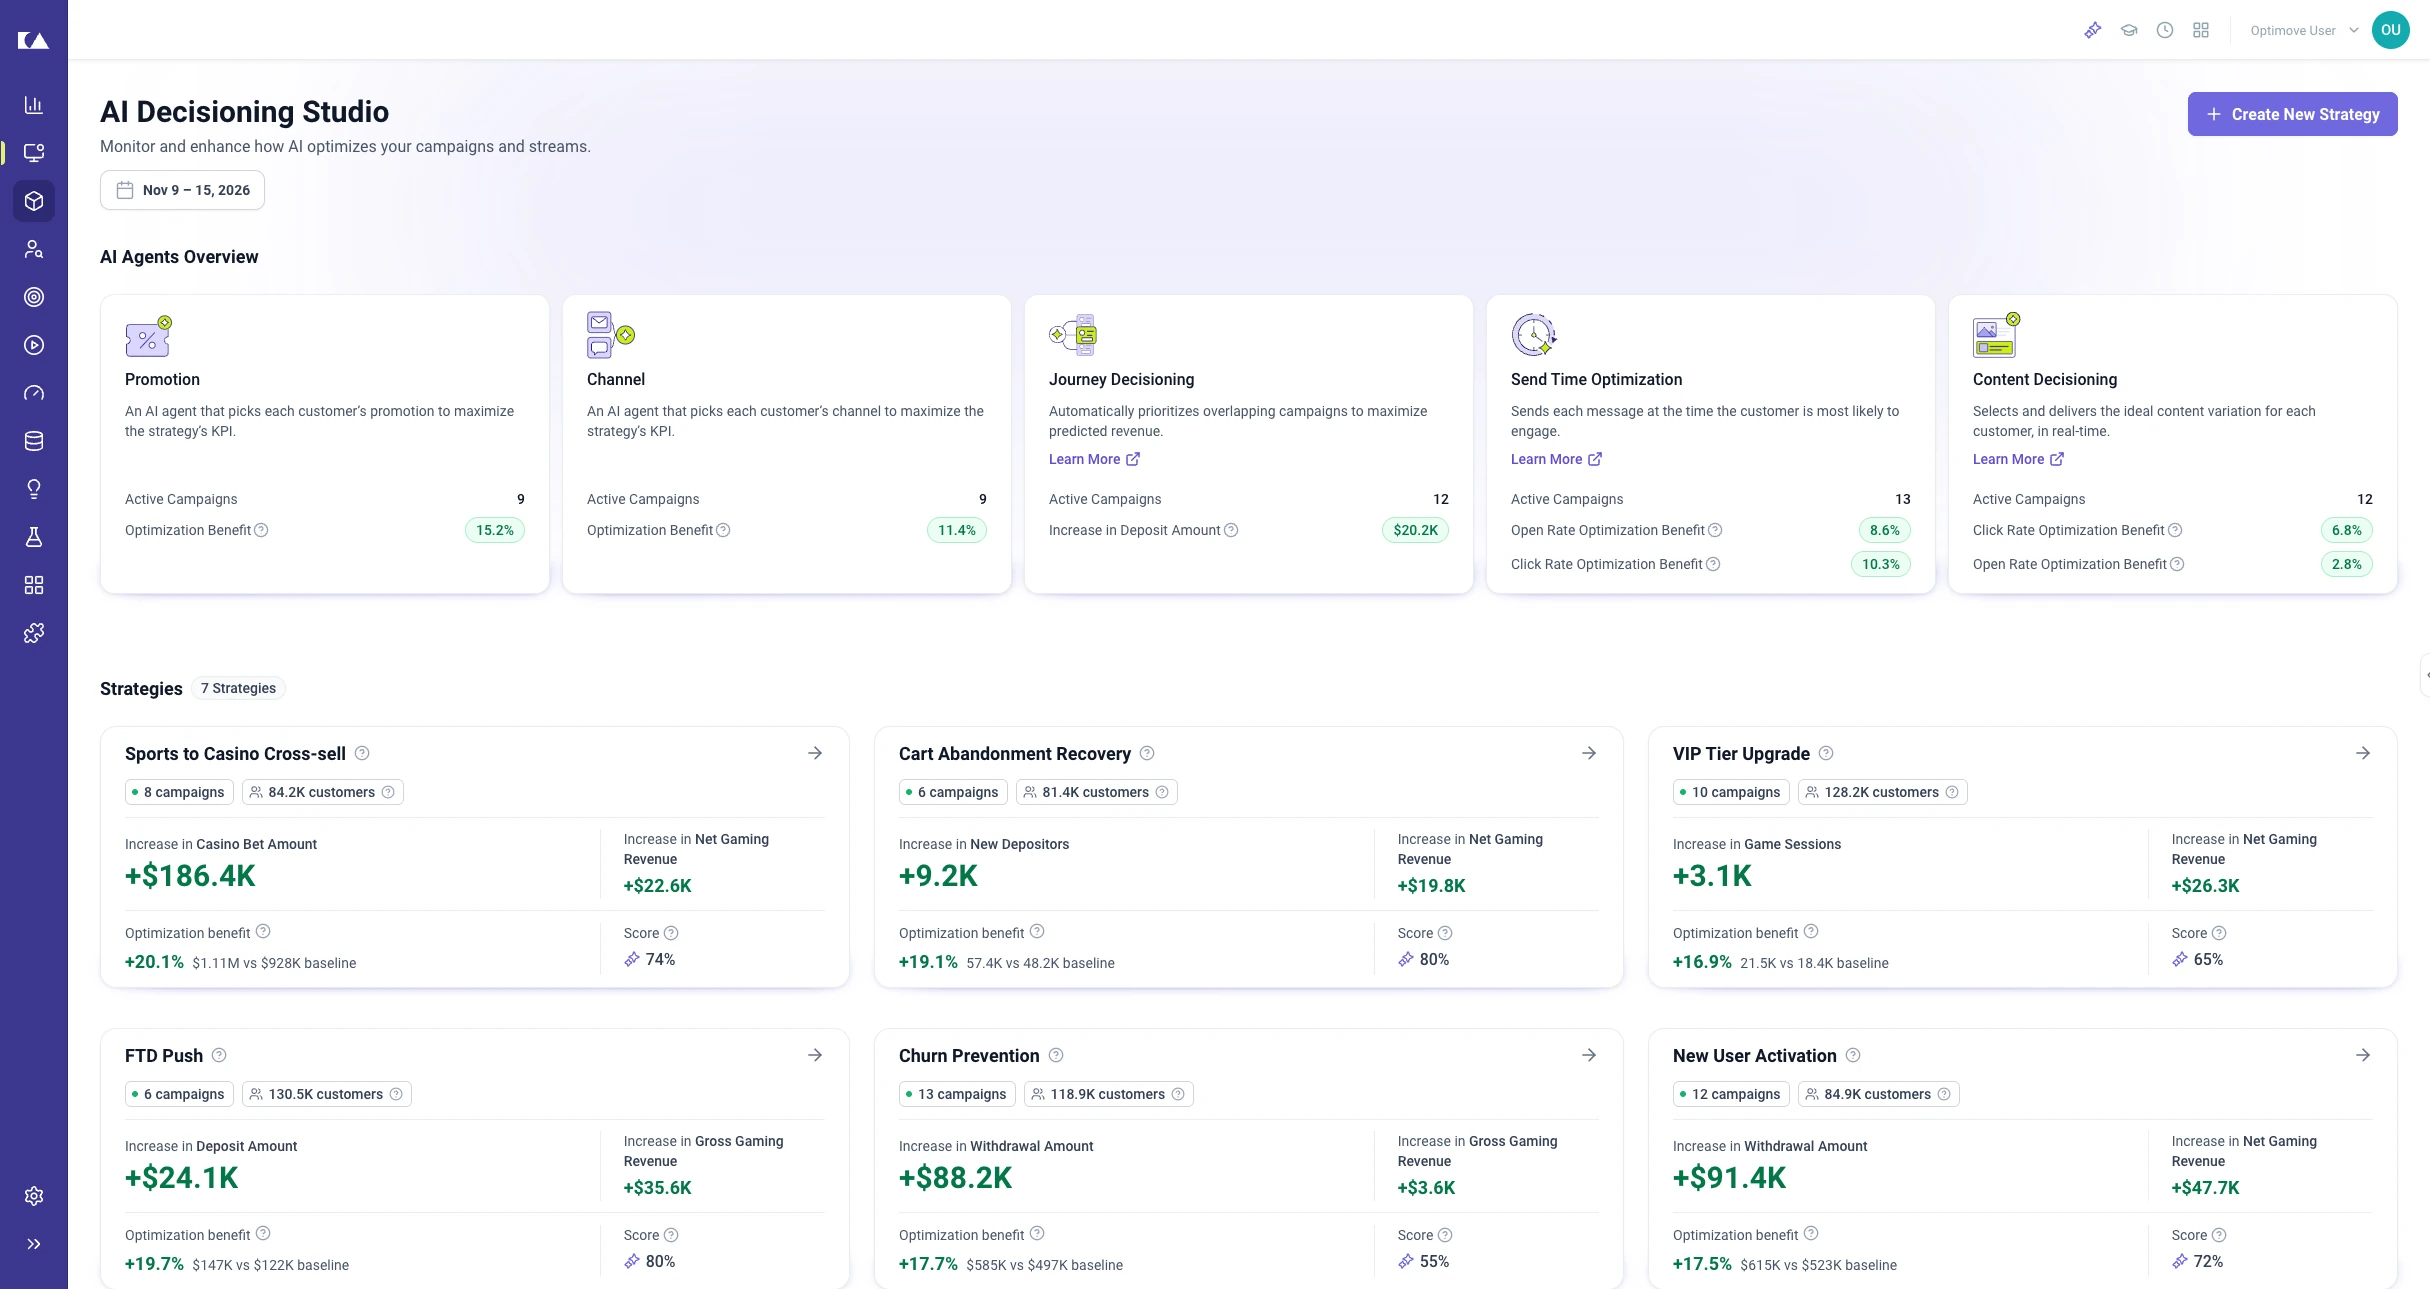 Optimove User
OU
AI Decisioning Studio
Monitor and enhance how AI optimizes your campaigns and streams.
Create New Strategy
Nov 9 – 15, 2026
AI Agents Overview
Promotion
An AI agent that picks each customer’s promotion to maximize
the strategy’s KPI.
Active Campaigns 9
Optimization Benefit 15.2%
Channel
An AI agent that picks each customer’s channel to maximize the
strategy’s KPI.
Active Campaigns 9
Optimization Benefit 11.4%
Journey Decisioning
Automatically prioritizes overlapping campaigns to maximize
predicted revenue.
Learn More
Active Campaigns 12
Increase in Deposit Amount $20.2K
Send Time Optimization
Sends each message at the time the customer is most likely to
engage.
Learn More
Active Campaigns 13
Open Rate Optimization Benefit 8.6%
Click Rate Optimization Benefit 10.3%
Content Decisioning
Selects and delivers the ideal content variation for each
customer, in real-time.
Learn More
Active Campaigns 12
Click Rate Optimization Benefit 6.8%
Open Rate Optimization Benefit 2.8%
Strategies 7 Strategies
Sports to Casino Cross-sell
8 campaigns 84.2K customers
Increase in Casino Bet Amount
+$186.4K
Increase in Net Gaming
Revenue
+$22.6K
Optimization benefit
+20.1% $1.11M vs $928K baseline
Score
74%
Cart Abandonment Recovery
6 campaigns 81.4K customers
Increase in New Depositors
+9.2K
Increase in Net Gaming
Revenue
+$19.8K
Optimization benefit
+19.1% 57.4K vs 48.2K baseline
Score
80%
VIP Tier Upgrade
10 campaigns 128.2K customers
Increase in Game Sessions
+3.1K
Increase in Net Gaming
Revenue
+$26.3K
Optimization benefit
+16.9% 21.5K vs 18.4K baseline
Score
65%
FTD Push
6 campaigns 130.5K customers
Increase in Deposit Amount
+$24.1K
Increase in Gross Gaming
Revenue
+$35.6K
Optimization benefit
+19.7% $147K vs $122K baseline
Score
80%
Churn Prevention
13 campaigns 118.9K customers
Increase in Withdrawal Amount
+$88.2K
Increase in Gross Gaming
Revenue
+$3.6K
Optimization benefit
+17.7% $585K vs $497K baseline
Score
55%
New User Activation
12 campaigns 84.9K customers
Increase in Withdrawal Amount
+$91.4K
Increase in Net Gaming
Revenue
+$47.7K
Optimization benefit
+17.5% $615K vs $523K baseline
Score
72%